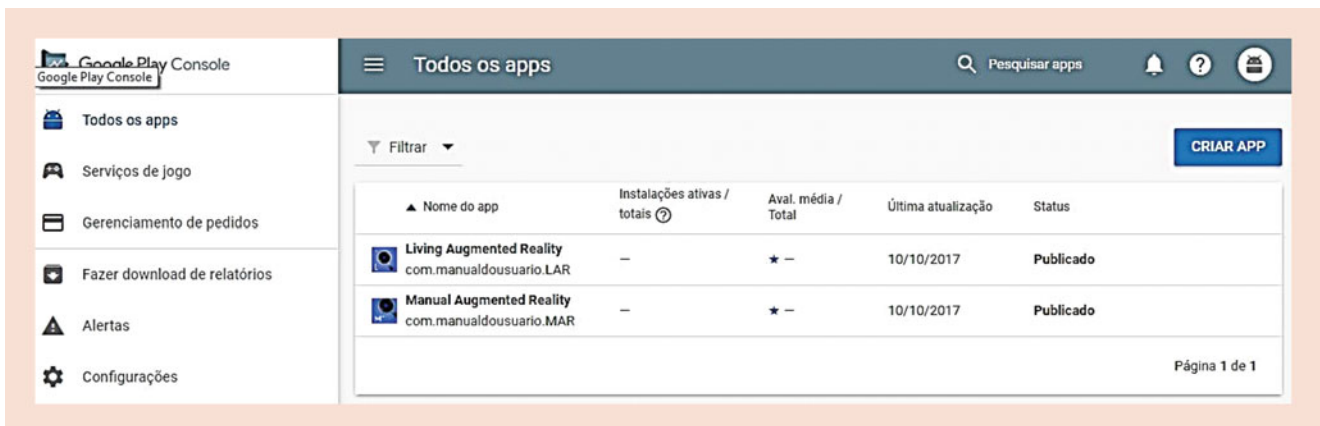 Google Play Console
Google Play Console
Todos os apps
Serviços de jogo
Gerenciamento de pedidos
Fazer download de relatórios
Alertas
Configurações
Todos os apps
Pesquisar apps
Filtrar
CRIAR APP
Nome do app
Instalações ativas /
totais
Aval. média /
Total
Última atualização
Status
Living Augmented Reality
com.manualdousuario.LAR
–
★ –
10/10/2017
Publicado
Manual Augmented Reality
com.manualdousuario.MAR
–
★ –
10/10/2017
Publicado
Página 1 de 1